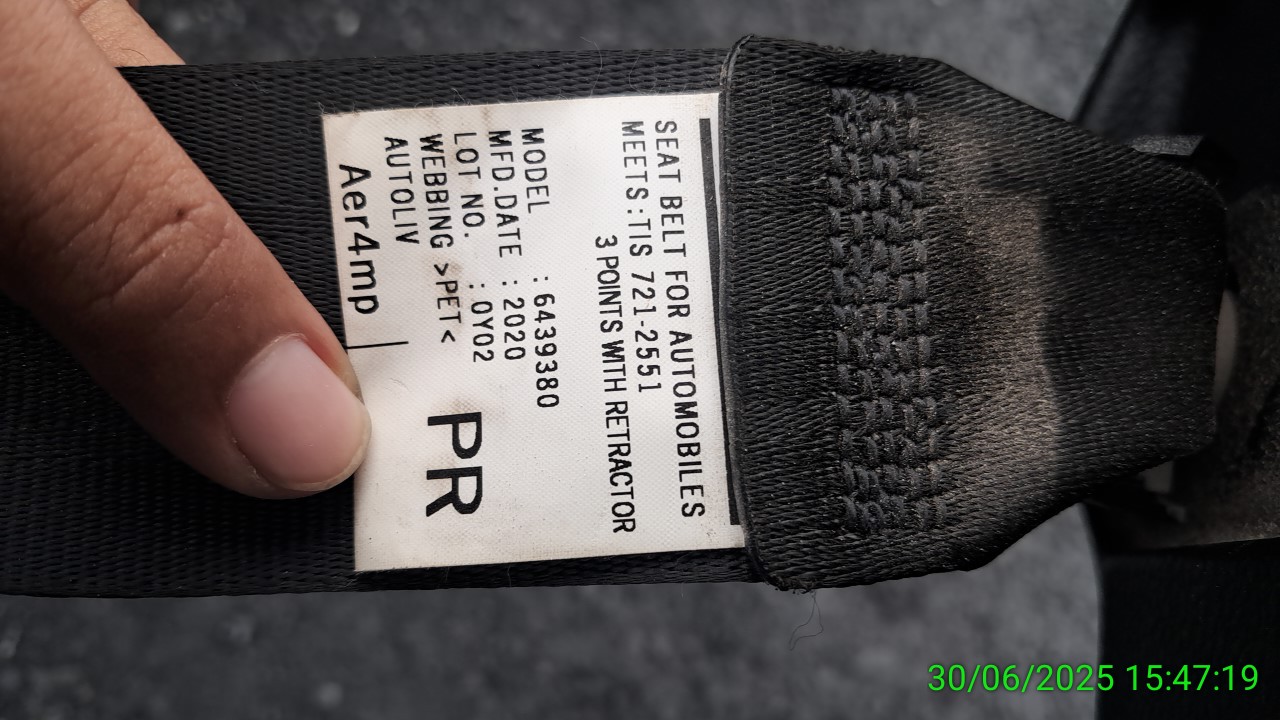 SEAT BELT FOR AUTOMOBILES
MEETS:TIS 721-2551
3 POINTS WITH RETRACTOR
MODEL : 6439380
MFD.DATE : 2020
LOT NO. : 0Y02
WEBBING >PET<
AUTOLIV
PR
Aer4mp
30/06/2025 15:47:19